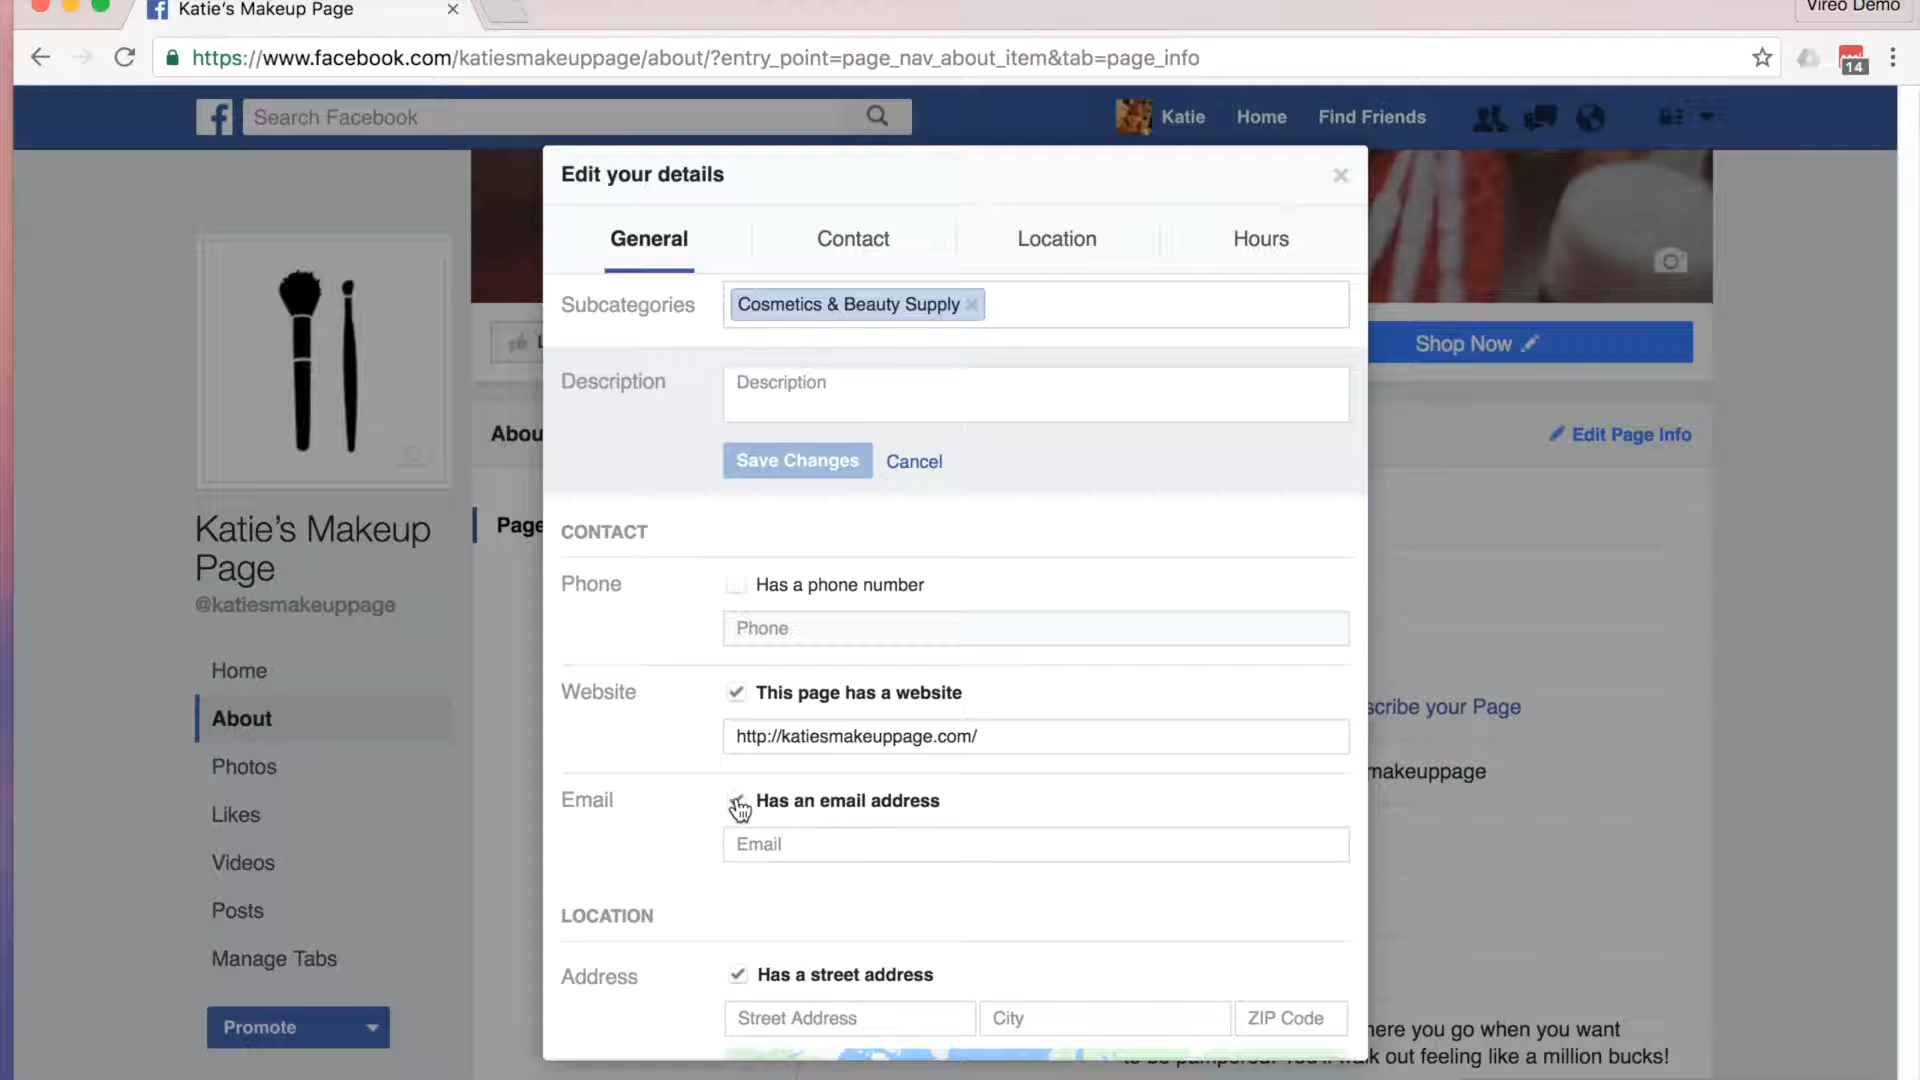 Katie's Makeup Page
Vireo Demo
https://www.facebook.com/katiesmakeuppage/about/?entry_point=page_nav_about_item&tab=page_info
14
Search Facebook
Katie
Home
Find Friends
Edit your details
General
Contact
Location
Hours
Subcategories
Cosmetics & Beauty Supply
Shop Now
Description
Description
Abou
Edit Page Info
Save Changes
Cancel
Katie's Makeup
Page
@katiesmakeuppage
Page
CONTACT
Phone
Has a phone number
Phone
Website
This page has a website
http://katiesmakeuppage.com/
Email
Has an email address
Email
LOCATION
Address
Has a street address
Street Address
City
ZIP Code
Home
About
Photos
Likes
Videos
Posts
Manage Tabs
Promote
scribe your Page
makeuppage
here you go when you want
out feeling like a million bucks!